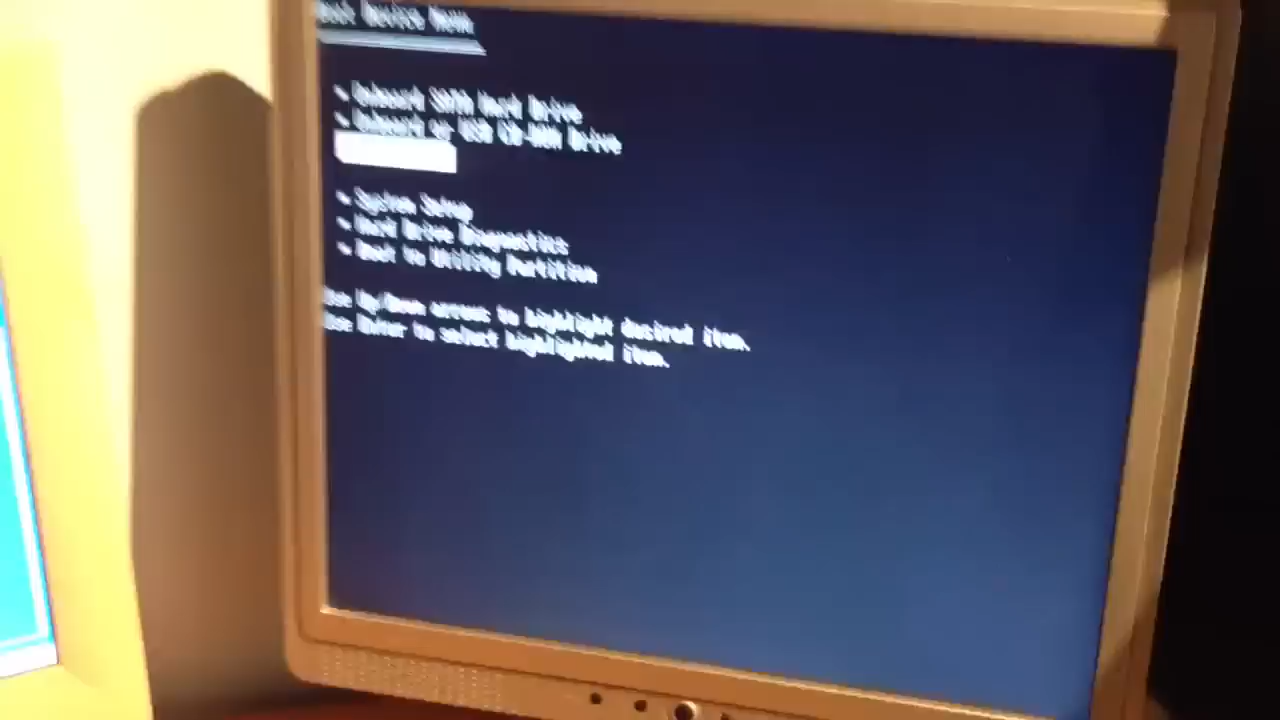 Boot Device Menu
Onboard SATA Hard Drive
Onboard or USB CD-ROM Drive
System Setup
Hard Drive Diagnostics
Boot to Utility Partition
Use Up/Down arrows to highlight desired item.
Use Enter to select highlighted item.